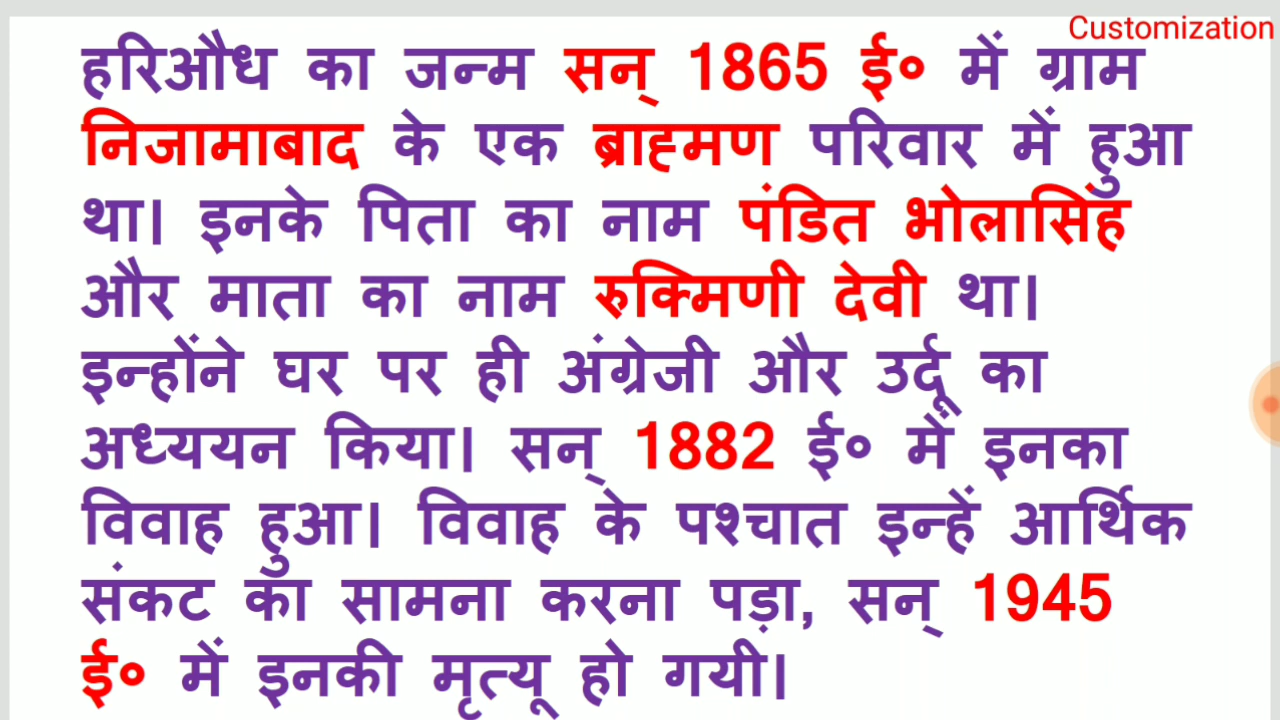 Customization
हरिऔध का जन्म सन् 1865 ई० में ग्राम
निजामाबाद के एक ब्राह्मण परिवार में हुआ
था। इनके पिता का नाम पंडित भोलासिंह
और माता का नाम रुक्मिणी देवी था।
इन्होंने घर पर ही अंग्रेजी और उर्दू का
अध्ययन किया। सन् 1882 ई० में इनका
विवाह हुआ। विवाह के पश्चात इन्हें आर्थिक
संकट का सामना करना पड़ा, सन् 1945
ई० में इनकी मृत्यू हो गयी।